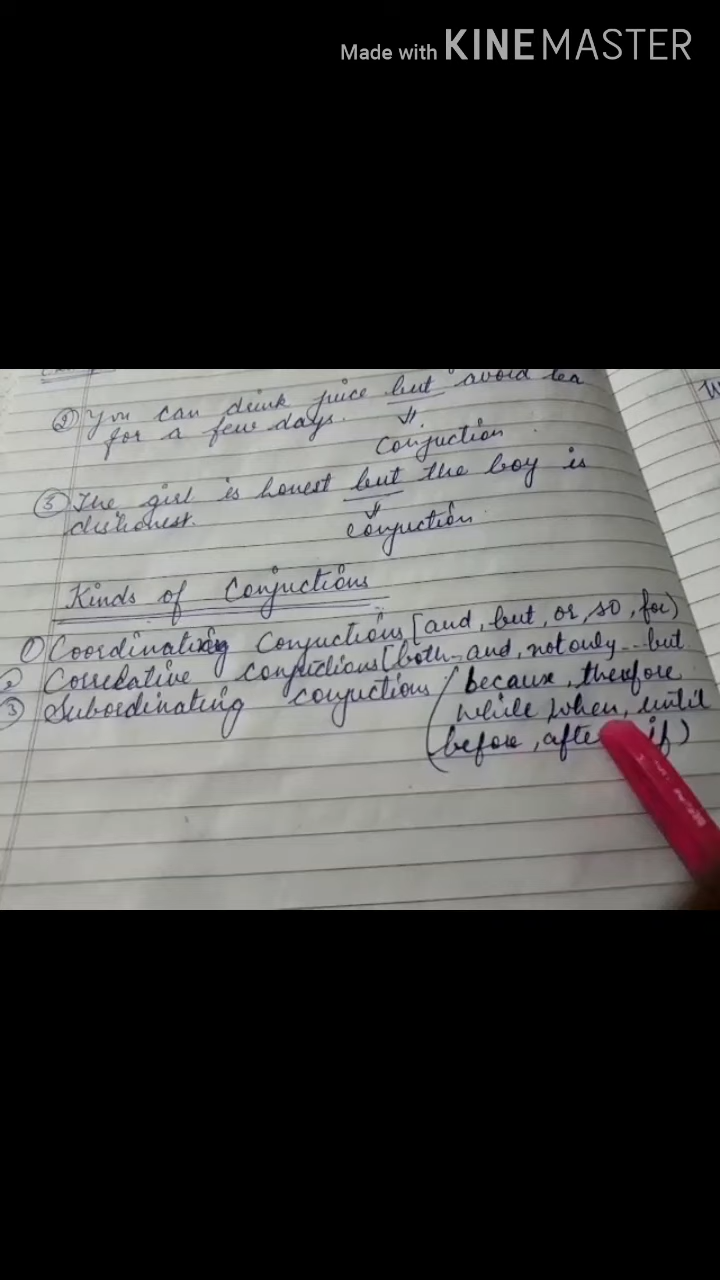 Made with KINEMASTER
② You can drink juice but avoid tea
for a few days.
Conjuction
③ The girl is honest but the boy is
dishonest.
conjuction
Kinds of Conjuctions
① Coordinating Conjuctions [and, but, or, so, for)
2 Correlative conjuctions [both - and, not only - - but
③ Subordinating conjuctions (because, therefore
while when, until
before, after if)